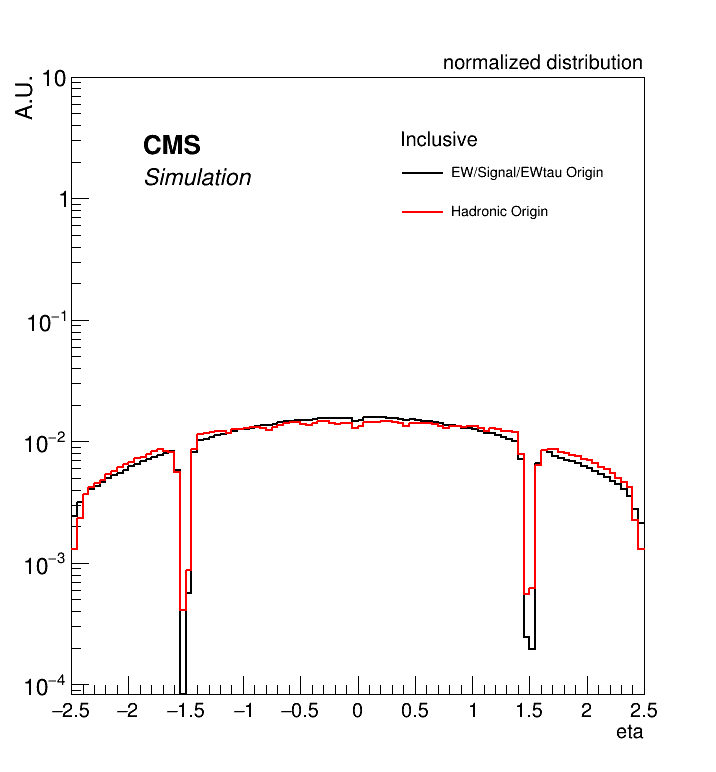 normalized distribution
A.U.
10
1
10⁻¹
10⁻²
10⁻³
10⁻⁴
CMS
Simulation
Inclusive
EW/Signal/EWtau Origin
Hadronic Origin
−2.5 −2 −1.5 −1 −0.5 0 0.5 1 1.5 2 2.5
eta